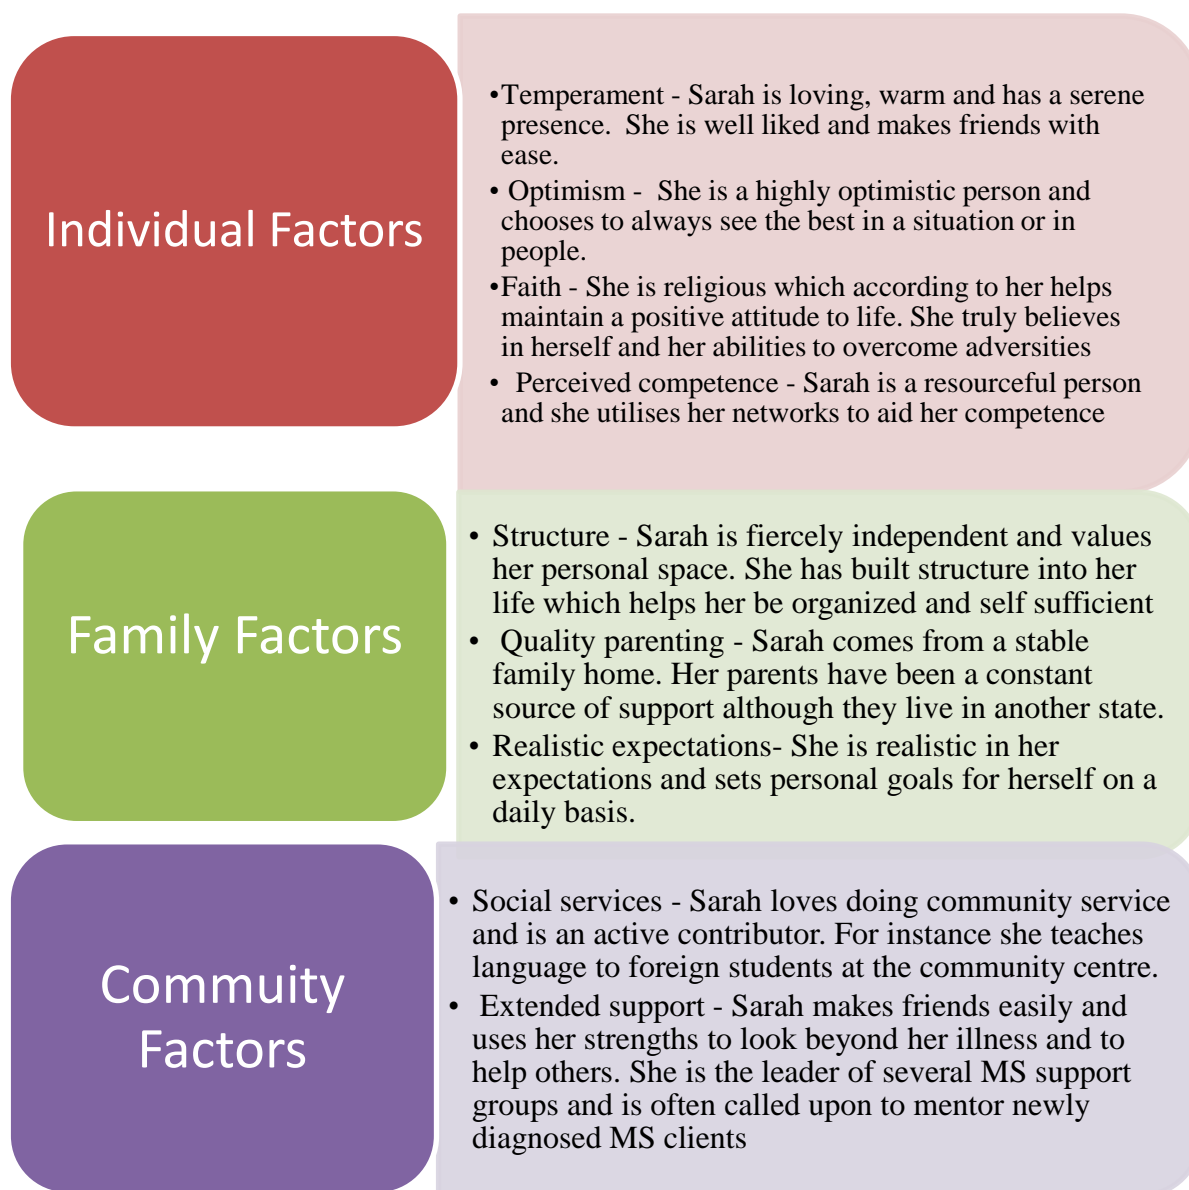 Individual Factors
•Temperament - Sarah is loving, warm and has a serene
presence.  She is well liked and makes friends with
ease.
• Optimism -  She is a highly optimistic person and
chooses to always see the best in a situation or in
people.
•Faith - She is religious which according to her helps
maintain a positive attitude to life. She truly believes
in herself and her abilities to overcome adversities
•  Perceived competence - Sarah is a resourceful person
and she utilises her networks to aid her competence
Family Factors
• Structure - Sarah is fiercely independent and values
her personal space. She has built structure into her
life which helps her be organized and self sufficient
•  Quality parenting - Sarah comes from a stable
family home. Her parents have been a constant
source of support although they live in another state.
• Realistic expectations- She is realistic in her
expectations and sets personal goals for herself on a
daily basis.
Commuity
Factors
• Social services - Sarah loves doing community service
and is an active contributor. For instance she teaches
language to foreign students at the community centre.
•  Extended support - Sarah makes friends easily and
uses her strengths to look beyond her illness and to
help others. She is the leader of several MS support
groups and is often called upon to mentor newly
diagnosed MS clients